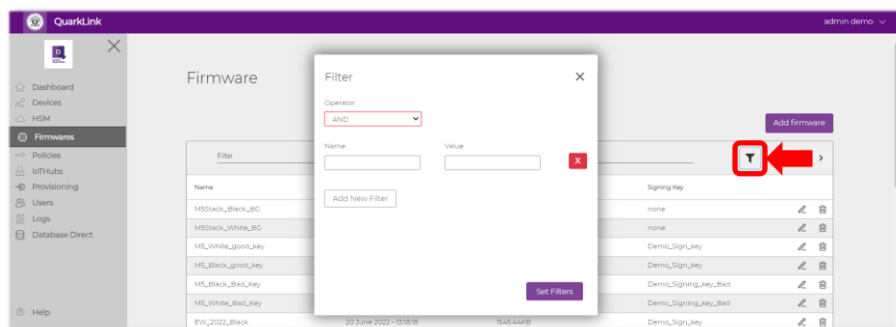 QuarkLink
admin demo
D
Dashboard
Devices
HSM
Firmwares
Policies
IoTHubs
Provisioning
Users
Logs
Database Direct
Help
Firmware
Add firmware
Filter
Name
Signing Key
M5Stack_Black_BG
none
M5Stack_White_BG
none
M5_White_good_key
Demo_Sign_key
M5_Black_good_key
Demo_Sign_key
M5_Black_Bad_Key
Demo_Signing_key_Bad
M5_White_Bad_Key
Demo_Signing_key_Bad
EW_2022_Black
20 June 2022 - 13:18:18
1545.44KB
Demo_Sign_key
Filter
Operator
AND
Name
Value
X
Add New Filter
Set Filters